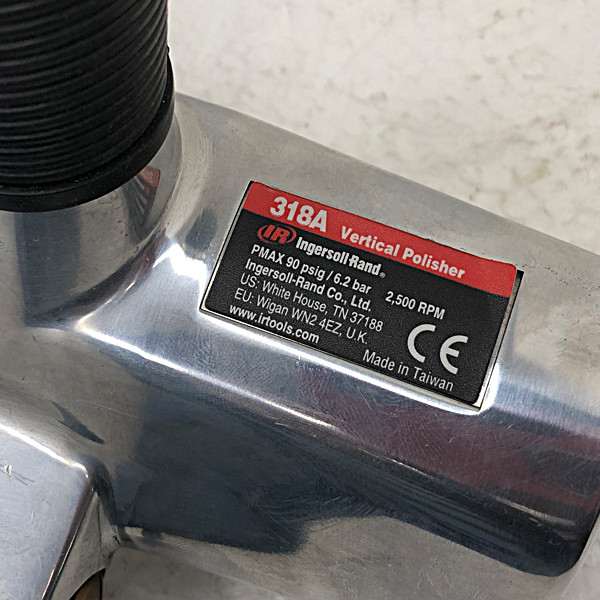 318A Vertical Polisher
IR Ingersoll-Rand®
PMAX 90 psig / 6.2 bar 2,500 RPM
Ingersoll-Rand Co., Ltd.
US: White House, TN 37188
EU: Wigan WN2 4EZ, U.K.
www.irtools.com
CE
Made in Taiwan